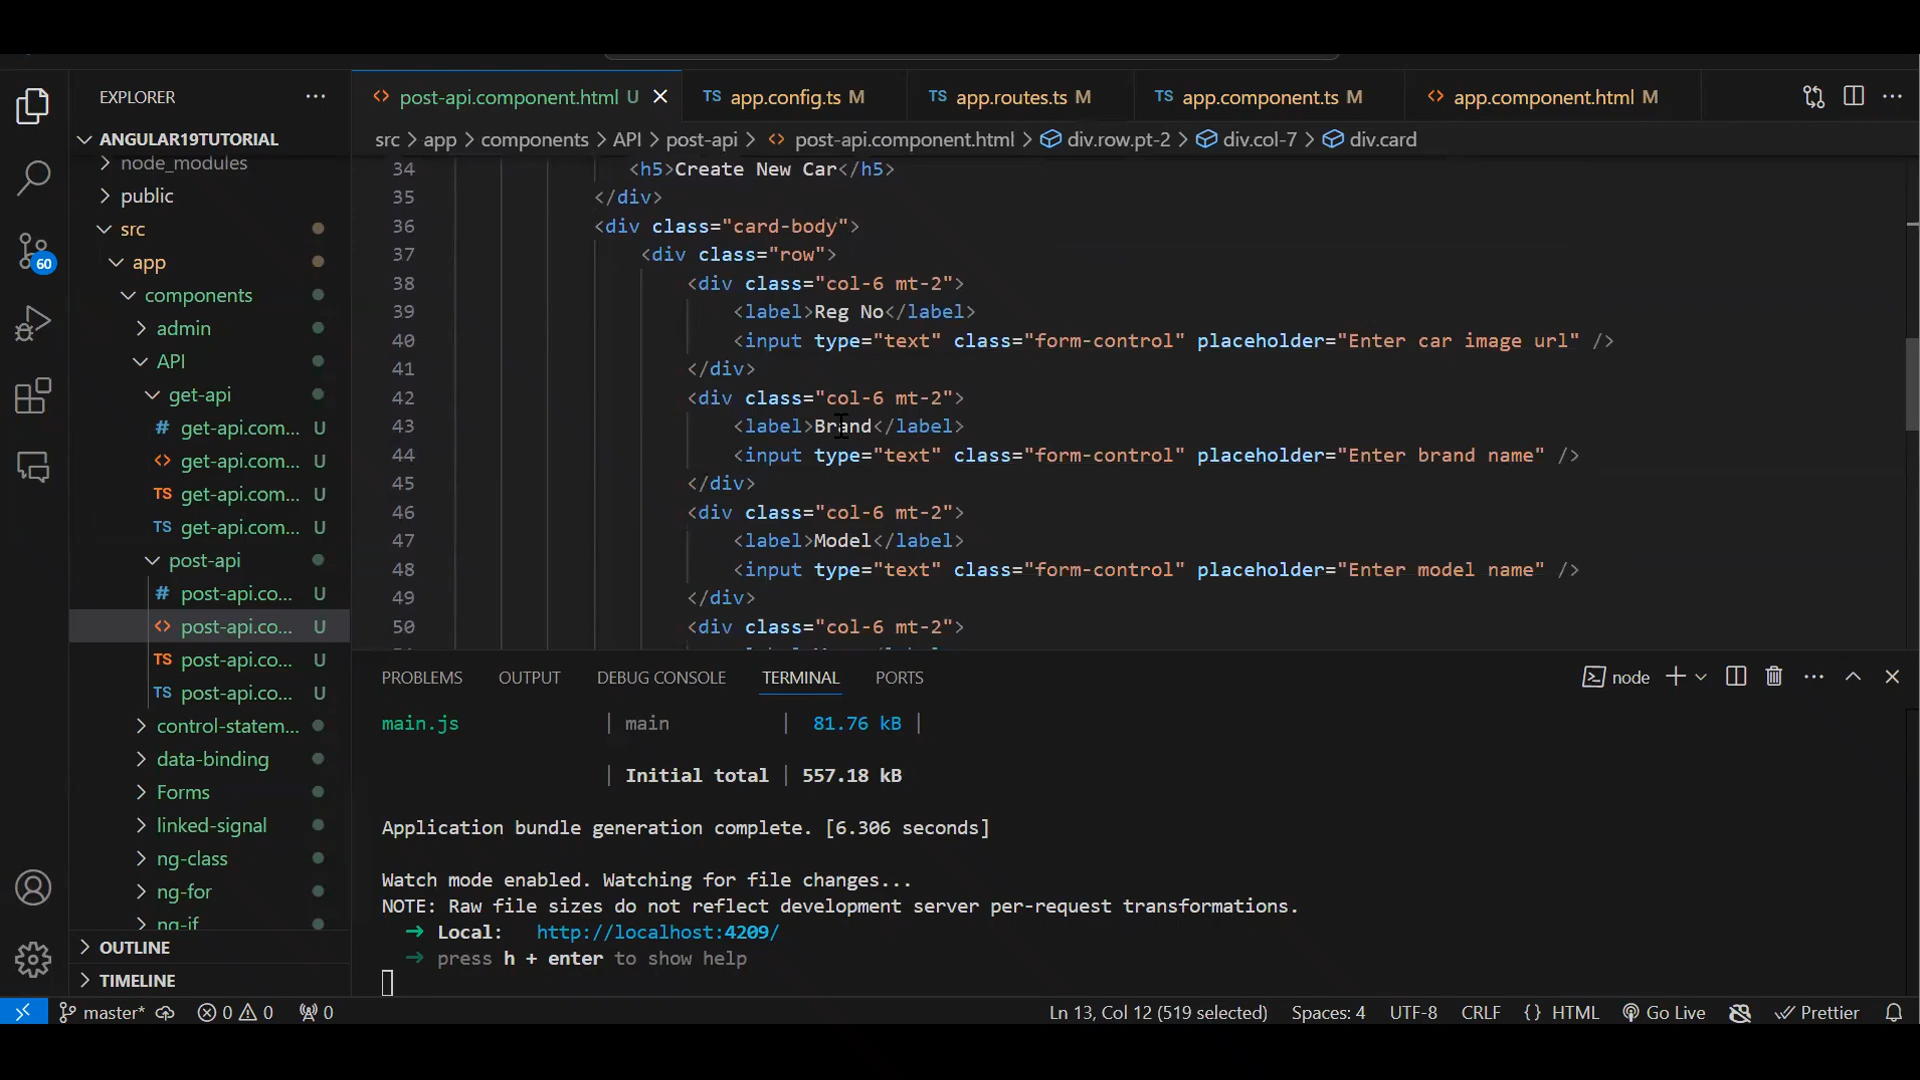 EXPLORER
ANGULAR19TUTORIAL
node_modules
public
src
app
components
admin
API
get-api
get-api.com... U
get-api.com... U
TS get-api.com... U
TS get-api.com... U
post-api
post-api.co... U
post-api.co... U
TS post-api.co... U
TS post-api.co... U
control-statem...
data-binding
Forms
linked-signal
ng-class
ng-for
ng-if
OUTLINE
TIMELINE
60
post-api.component.html U
TS app.config.ts M
TS app.routes.ts M
TS app.component.ts M
app.component.html M
src > app > components > API > post-api > post-api.component.html > div.row.pt-2 > div.col-7 > div.card
34 <h5>Create New Car</h5>
35 </div>
36 <div class="card-body">
37 <div class="row">
38 <div class="col-6 mt-2">
39 <label>Reg No</label>
40 <input type="text" class="form-control" placeholder="Enter car image url" />
41 </div>
42 <div class="col-6 mt-2">
43 <label>Brand</label>
44 <input type="text" class="form-control" placeholder="Enter brand name" />
45 </div>
46 <div class="col-6 mt-2">
47 <label>Model</label>
48 <input type="text" class="form-control" placeholder="Enter model name" />
49 </div>
50 <div class="col-6 mt-2">
PROBLEMS OUTPUT DEBUG CONSOLE TERMINAL PORTS
node
main.js | main | 81.76 kB |
| Initial total | 557.18 kB
Application bundle generation complete. [6.306 seconds]
Watch mode enabled. Watching for file changes...
NOTE: Raw file sizes do not reflect development server per-request transformations.
➜ Local: http://localhost:4209/
➜ press h + enter to show help
master* 0 0 0 Ln 13, Col 12 (519 selected) Spaces: 4 UTF-8 CRLF {} HTML Go Live Prettier